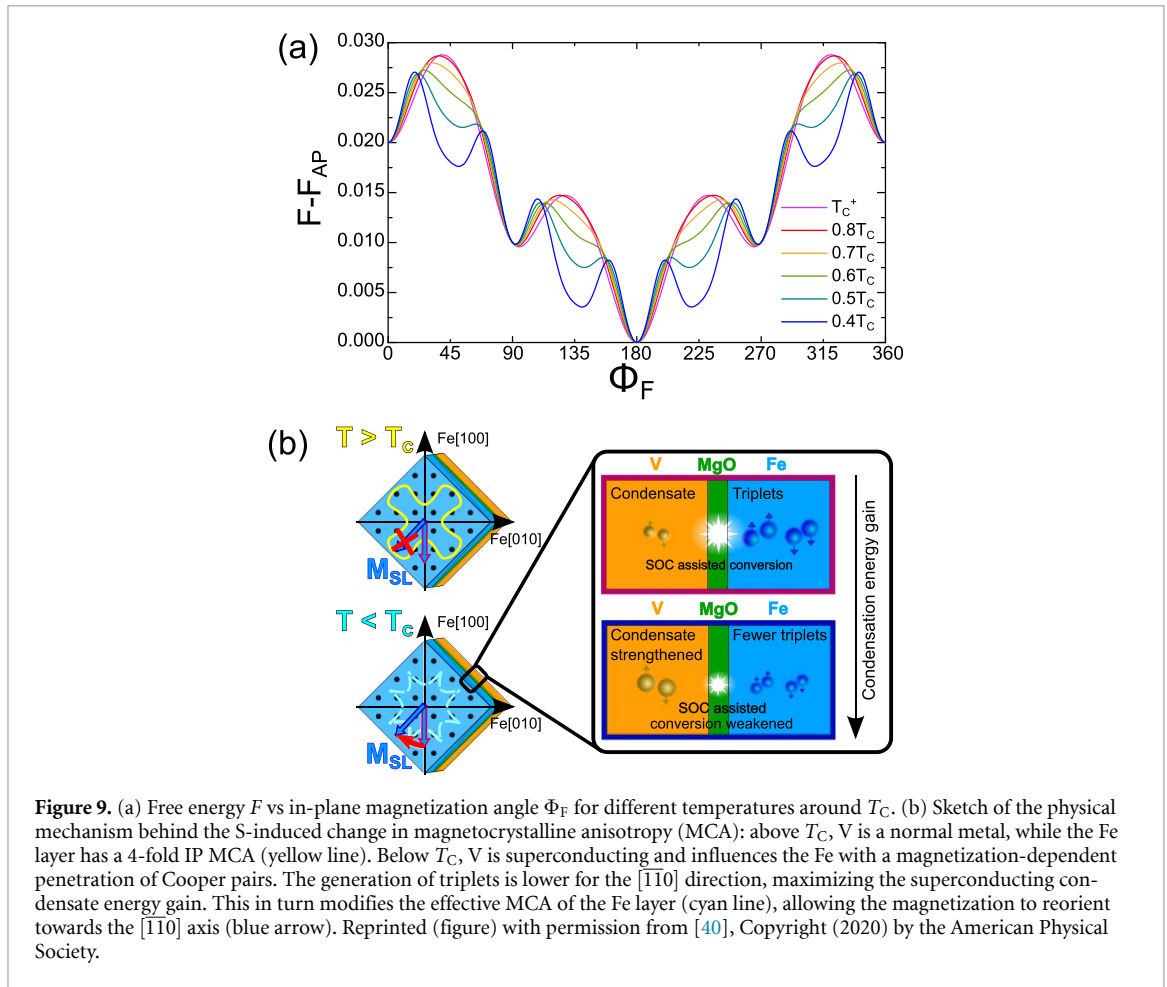 (a)
0.030
0.025
0.020
0.015
0.010
0.005
0.000
F-F_AP
0 45 90 135 180 225 270 315 360
Φ_F
T_C^+
0.8T_C
0.7T_C
0.6T_C
0.5T_C
0.4T_C
(b)
T > T_c
Fe[100]
Fe[010]
M_SL
T < T_c
Fe[100]
Fe[010]
M_SL
V MgO Fe
Condensate Triplets
SOC assisted conversion
V MgO Fe
Condensate Fewer triplets
strengthened
SOC assisted
conversion weakened
Condensation energy gain
Figure 9. (a) Free energy F vs in-plane magnetization angle Φ_F for different temperatures around T_C. (b) Sketch of the physical
mechanism behind the S-induced change in magnetocrystalline anisotropy (MCA): above T_C, V is a normal metal, while the Fe
layer has a 4-fold IP MCA (yellow line). Below T_C, V is superconducting and influences the Fe with a magnetization-dependent
penetration of Cooper pairs. The generation of triplets is lower for the [1̅1̅0] direction, maximizing the superconducting con-
densate energy gain. This in turn modifies the effective MCA of the Fe layer (cyan line), allowing the magnetization to reorient
towards the [1̅1̅0] axis (blue arrow). Reprinted (figure) with permission from [40], Copyright (2020) by the American Physical
Society.